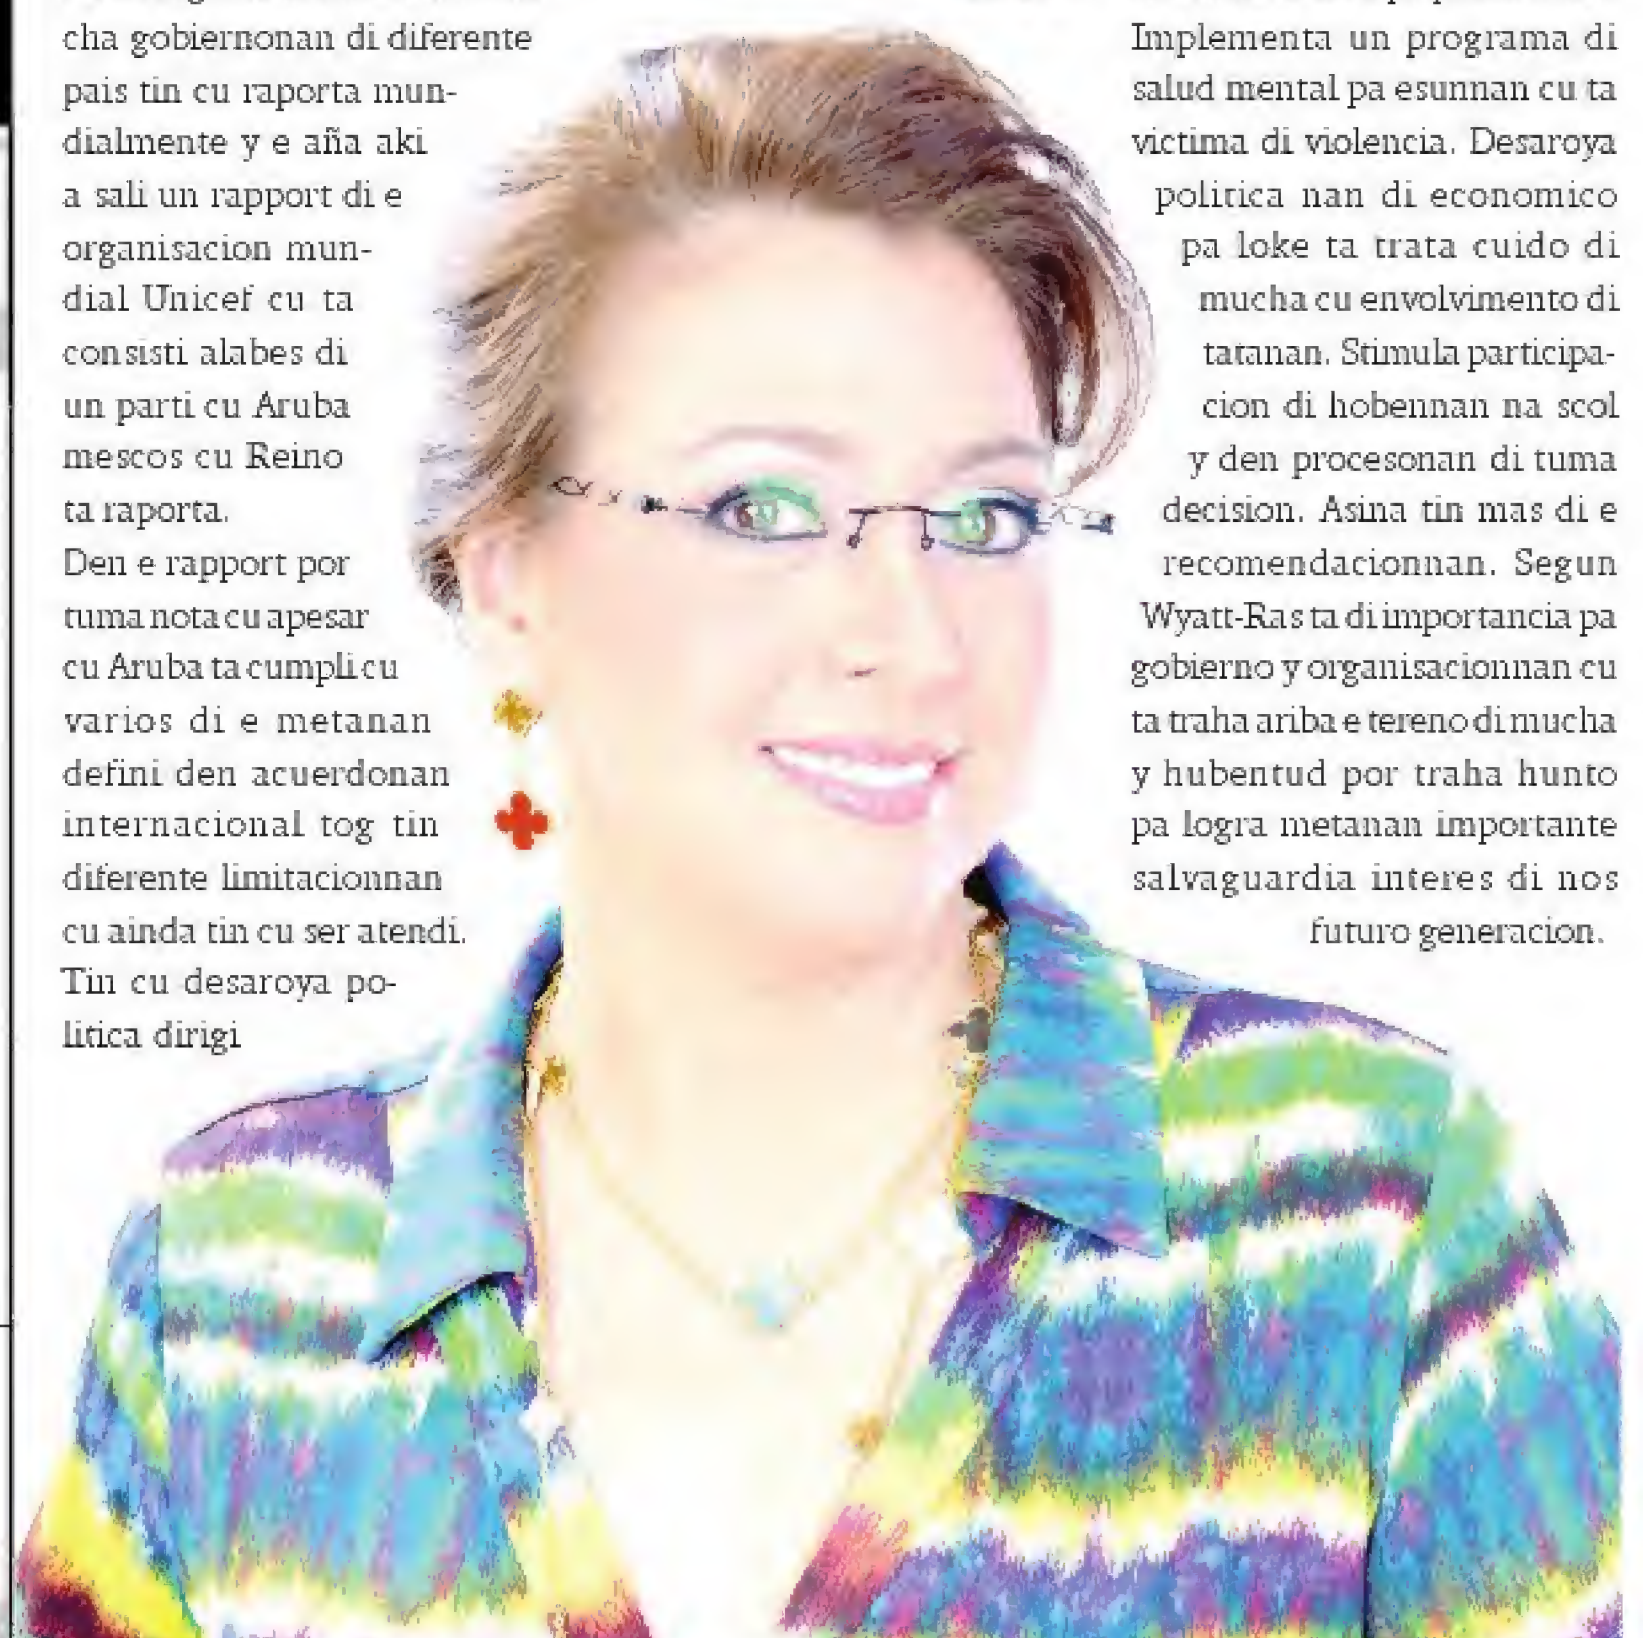 cha gobiernonan di diferente
pais tin cu raporta mun-
dialmente y e aña aki
a sali un rapport di e
organisacion mun-
dial Unicef cu ta
consisti alabes di
un parti cu Aruba
mescos cu Reino
ta raporta.
Den e rapport por
tuma nota cu apesar
cu Aruba ta cumpli cu
varios di e metanan
defini den acuerdonan
internacional tog tin
diferente limitacionnan
cu ainda tin cu ser atendi.
Tin cu desaroya po-
litica dirigi
Implementa un programa di
salud mental pa esunnan cu ta
victima di violencia. Desaroya
politica nan di economico
pa loke ta trata cuido di
mucha cu envolvimento di
tatanan. Stimula participa-
cion di hobennan na scol
y den procesonan di tuma
decision. Asina tin mas di e
recomendacionnan. Segun
Wyatt-Ras ta di importancia pa
gobierno y organisacionnan cu
ta traha ariba e tereno di mucha
y hubentud por traha hunto
pa logra metanan importante
salvaguardia interes di nos
futuro generacion.